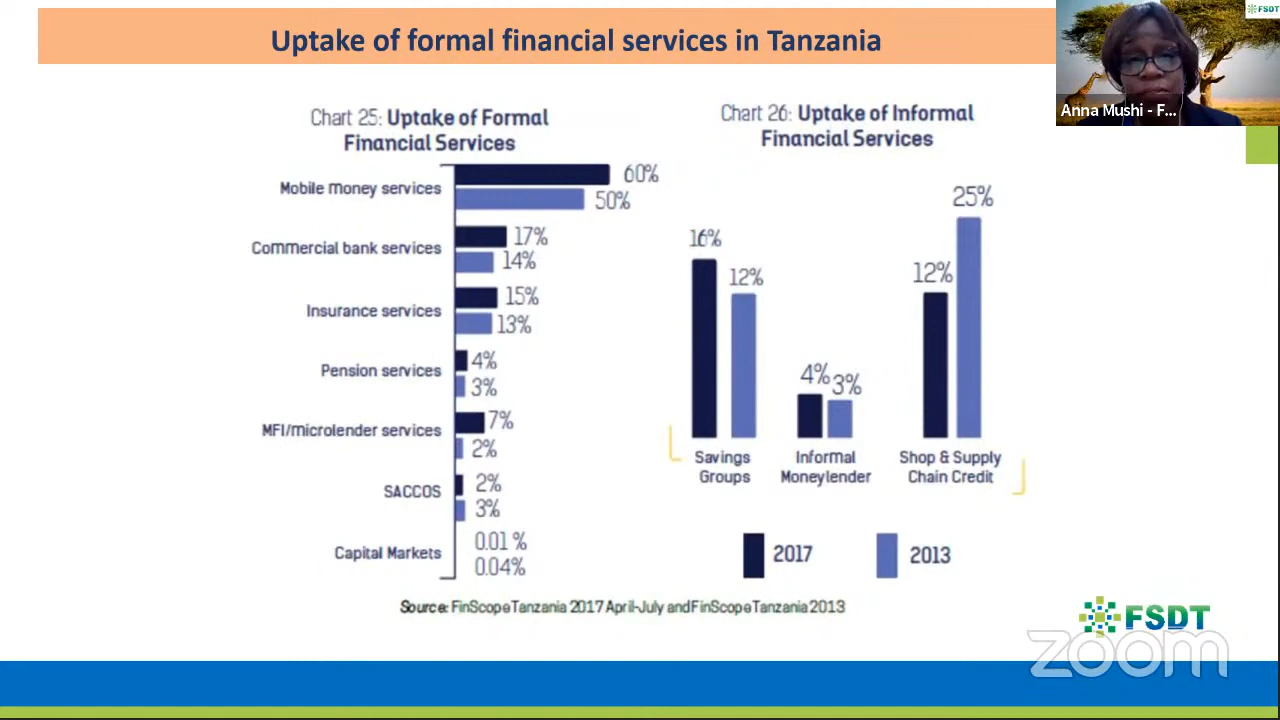 Uptake of formal financial services in Tanzania
FSDT
Anna Mushi - F...
Chart 25: Uptake of Formal
Financial Services
Mobile money services
60%
50%
Commercial bank services
17%
14%
Insurance services
15%
13%
Pension services
4%
3%
MFI/microlender services
7%
2%
SACCOS
2%
3%
Capital Markets
0.01 %
0.04%
Chart 26: Uptake of Informal
Financial Services
16%
12%
4%
3%
12%
25%
Savings
Groups
Informal
Moneylender
Shop & Supply
Chain Credit
2017
2013
Source: FinScope Tanzania 2017 April-July and FinScope Tanzania 2013
FSDT
zoom